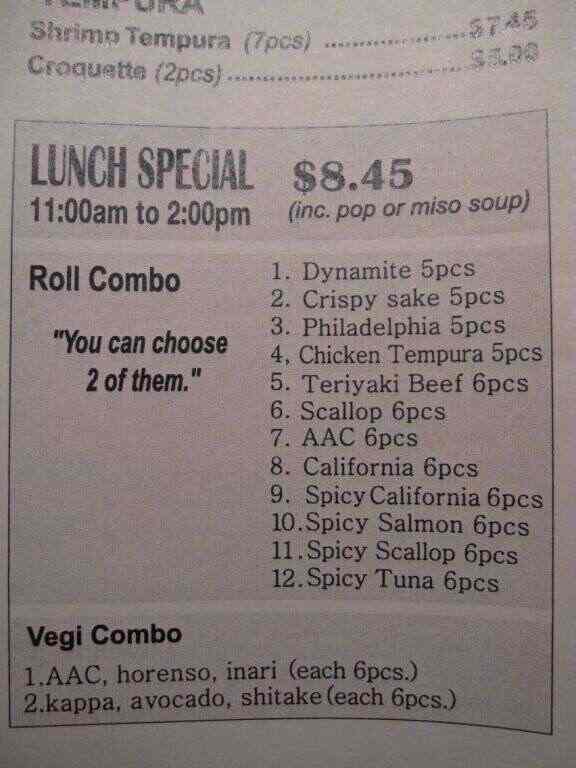 TEMPURA
Shrimp Tempura (7pcs) ........................ $7.45
Croquette (2pcs) ........................................ $5.00
LUNCH SPECIAL $8.45
11:00am to 2:00pm (inc. pop or miso soup)
Roll Combo
"You can choose
2 of them."
1. Dynamite 5pcs
2. Crispy sake 5pcs
3. Philadelphia 5pcs
4, Chicken Tempura 5pcs
5. Teriyaki Beef 6pcs
6. Scallop 6pcs
7. AAC 6pcs
8. California 6pcs
9. Spicy California 6pcs
10.Spicy Salmon 6pcs
11.Spicy Scallop 6pcs
12.Spicy Tuna 6pcs
Vegi Combo
1.AAC, horenso, inari (each 6pcs.)
2.kappa, avocado, shitake(each 6pcs.)